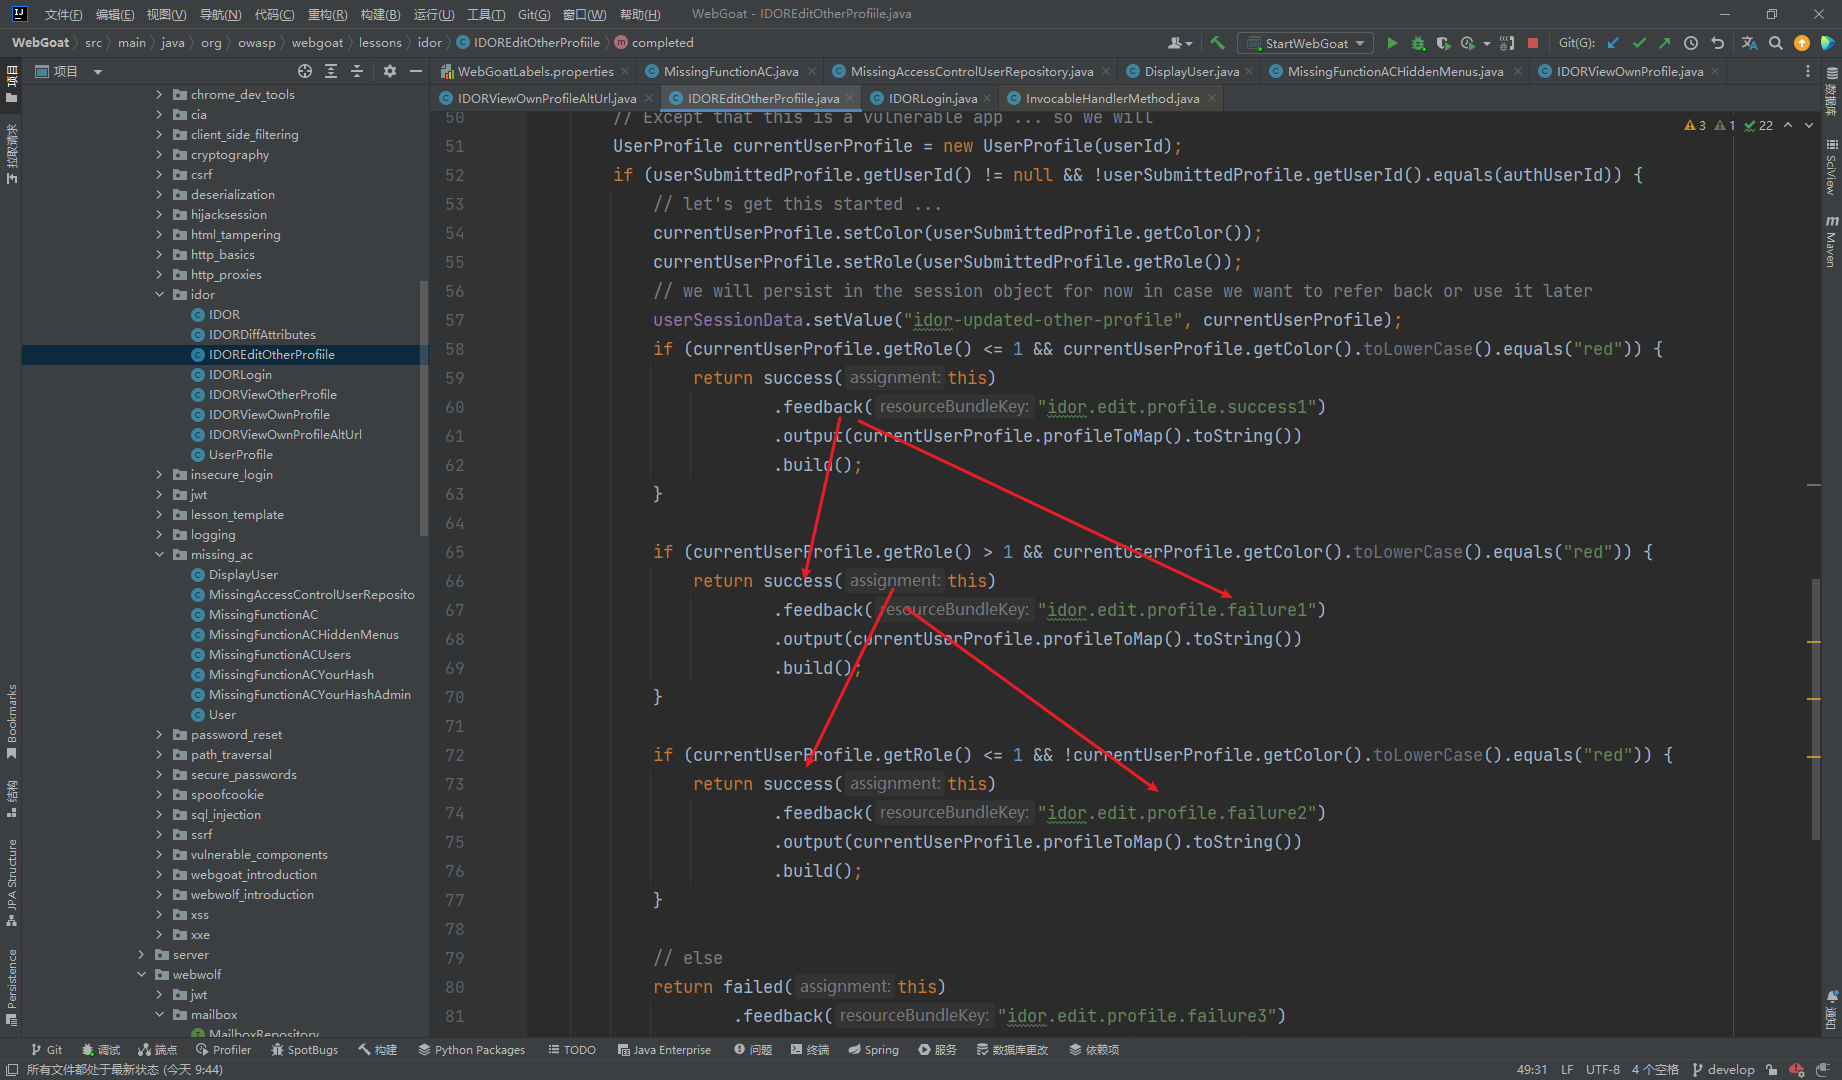 文件(F) 编辑(E) 视图(V) 导航(N) 代码(C) 重构(R) 构建(B) 运行(U) 工具(T) Git(G) 窗口(W) 帮助(H) WebGoat - IDOREditOtherProfiile.java
WebGoat src main java org owasp webgoat lessons idor IDOREditOtherProfiile completed StartWebGoat Git(G):
项目 WebGoatLabels.properties MissingFunctionAC.java MissingAccessControlUserRepository.java DisplayUser.java MissingFunctionACHiddenMenus.java IDORViewOwnProfile.java
IDORViewOwnProfileAltUrl.java IDOREditOtherProfiile.java IDORLogin.java InvocableHandlerMethod.java
项目
拉取请求
Bookmarks
结构
JPA Structure
Persistence
chrome_dev_tools
cia
client_side_filtering
cryptography
csrf
deserialization
hijacksession
html_tampering
http_basics
http_proxies
idor
IDOR
IDORDiffAttributes
IDOREditOtherProfiile
IDORLogin
IDORViewOtherProfile
IDORViewOwnProfile
IDORViewOwnProfileAltUrl
UserProfile
insecure_login
jwt
lesson_template
logging
missing_ac
DisplayUser
MissingAccessControlUserReposito
MissingFunctionAC
MissingFunctionACHiddenMenus
MissingFunctionACUsers
MissingFunctionACYourHash
MissingFunctionACYourHashAdmin
User
password_reset
path_traversal
secure_passwords
spoofcookie
sql_injection
ssrf
vulnerable_components
webgoat_introduction
webwolf_introduction
xss
xxe
server
webwolf
jwt
mailbox
MailboxRepository
3 1 22
50 // Except that this is a vulnerable app ... so we will
51 UserProfile currentUserProfile = new UserProfile(userId);
52 if (userSubmittedProfile.getUserId() != null && !userSubmittedProfile.getUserId().equals(authUserId)) {
53 // let's get this started ...
54 currentUserProfile.setColor(userSubmittedProfile.getColor());
55 currentUserProfile.setRole(userSubmittedProfile.getRole());
56 // we will persist in the session object for now in case we want to refer back or use it later
57 userSessionData.setValue("idor-updated-other-profile", currentUserProfile);
58 if (currentUserProfile.getRole() <= 1 && currentUserProfile.getColor().toLowerCase().equals("red")) {
59 return success( assignment: this)
60 .feedback( resourceBundleKey: "idor.edit.profile.success1")
61 .output(currentUserProfile.profileToMap().toString())
62 .build();
63 }
64
65 if (currentUserProfile.getRole() > 1 && currentUserProfile.getColor().toLowerCase().equals("red")) {
66 return success( assignment: this)
67 .feedback( resourceBundleKey: "idor.edit.profile.failure1")
68 .output(currentUserProfile.profileToMap().toString())
69 .build();
70 }
71
72 if (currentUserProfile.getRole() <= 1 && !currentUserProfile.getColor().toLowerCase().equals("red")) {
73 return success( assignment: this)
74 .feedback( resourceBundleKey: "idor.edit.profile.failure2")
75 .output(currentUserProfile.profileToMap().toString())
76 .build();
77 }
78
79 // else
80 return failed( assignment: this)
81 .feedback( resourceBundleKey: "idor.edit.profile.failure3")
数据库
SciView
Maven
通知
Git 调试 端点 Profiler SpotBugs 构建 Python Packages TODO Java Enterprise 问题 终端 Spring 服务 数据库更改 依赖项
所有文件都处于最新状态 (今天 9:44) 49:31 LF UTF-8 4 个空格 develop